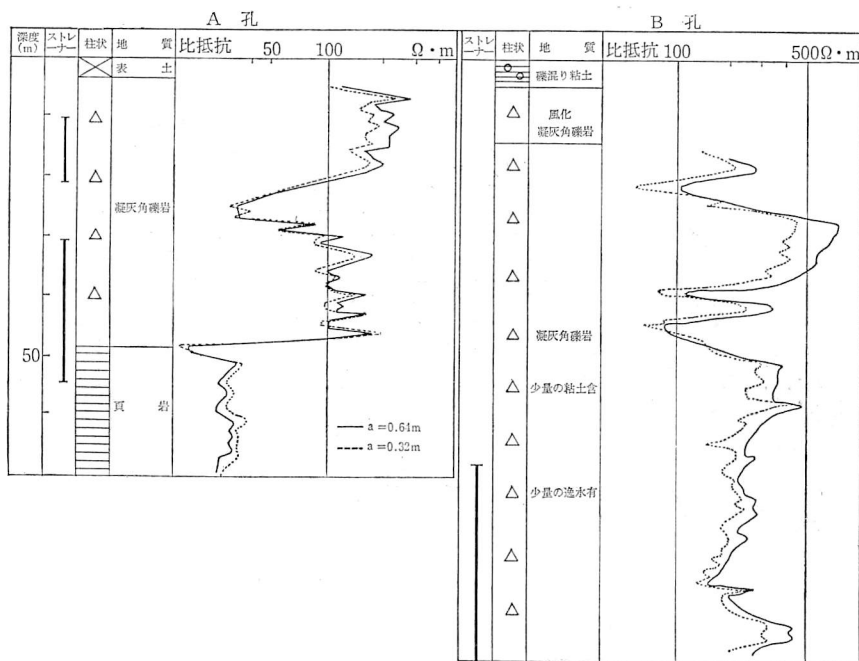 A 孔
深度
(m)
ストレ
ーナー
柱状
地 質
比抵抗
50
100
Ω・m
表 土
凝灰角礫岩
50
頁 岩
a=0.64m
a=0.32m
B 孔
ストレ
ーナー
柱状
地 質
比抵抗 100
500Ω・m
礫混り粘土
風化
凝灰角礫岩
凝灰角礫岩
少量の粘土含
少量の逸水有